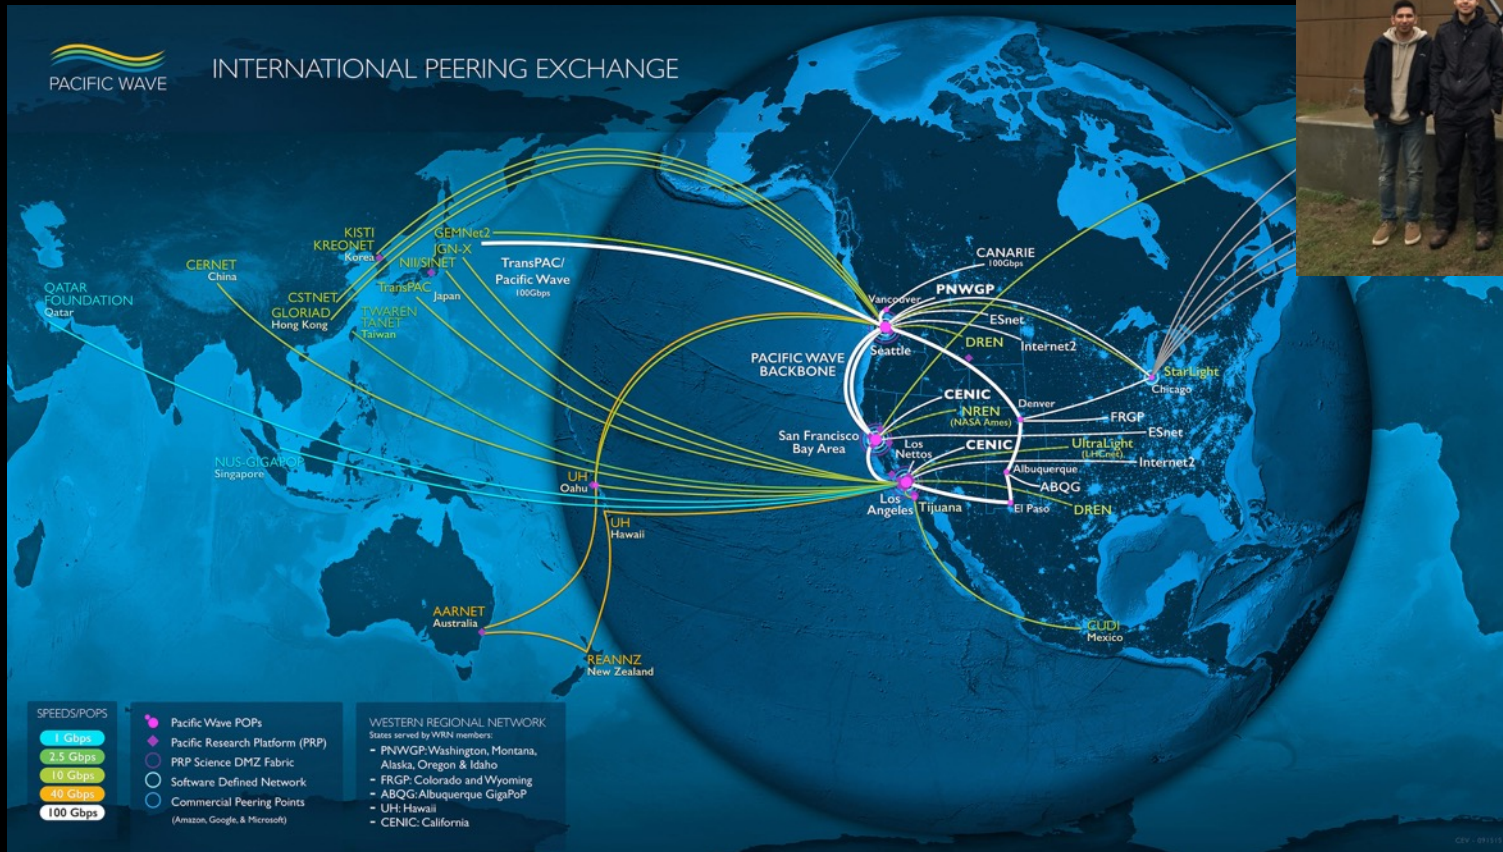 PACIFIC WAVE
INTERNATIONAL PEERING EXCHANGE
KISTI
KREONET
Korea
GEMNet2
JGN-X
NII/SINET
TransPAC
Japan
TransPAC/
Pacific Wave
100Gbps
CERNET
China
QATAR
FOUNDATION
Qatar
CSTNET
GLORIAD
Hong Kong
TWAREN
TANET
Taiwan
NUS-GIGAPOP
Singapore
UH
Oahu
UH
Hawaii
AARNET
Australia
REANNZ
New Zealand
CANARIE
100Gbps
Vancouver
PNWGP
ESnet
Seattle
DREN
Internet2
PACIFIC WAVE
BACKBONE
StarLight
Chicago
CENIC
Denver
NREN
(NASA Ames)
FRGP
San Francisco
Bay Area
Los
Nettos
CENIC
ESnet
UltraLight
(LHCnet)
Internet2
Albuquerque
ABQG
Los
Angeles
Tijuana
El Paso
DREN
CUDI
Mexico
SPEEDS/POPS
1 Gbps
2.5 Gbps
10 Gbps
40 Gbps
100 Gbps
Pacific Wave POPs
Pacific Research Platform (PRP)
PRP Science DMZ Fabric
Software Defined Network
Commercial Peering Points
(Amazon, Google, & Microsoft)
WESTERN REGIONAL NETWORK
States served by WRN members:
- PNWGP: Washington, Montana,
Alaska, Oregon & Idaho
- FRGP: Colorado and Wyoming
- ABQG: Albuquerque GigaPoP
- UH: Hawaii
- CENIC: California